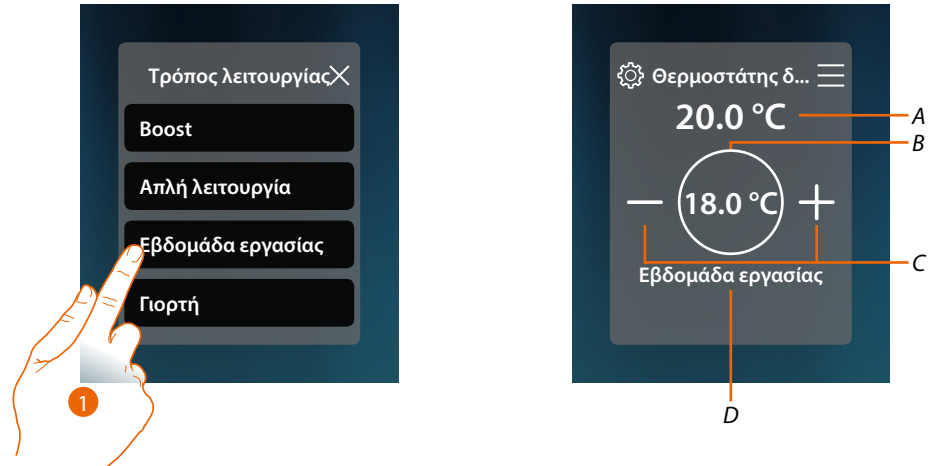 Τρόπος λειτουργίας
Boost
Απλή λειτουργία
Εβδομάδα εργασίας
Γιορτή
1
Θερμοστάτης δ...
20.0 °C
18.0 °C
Εβδομάδα εργασίας
A
B
C
D